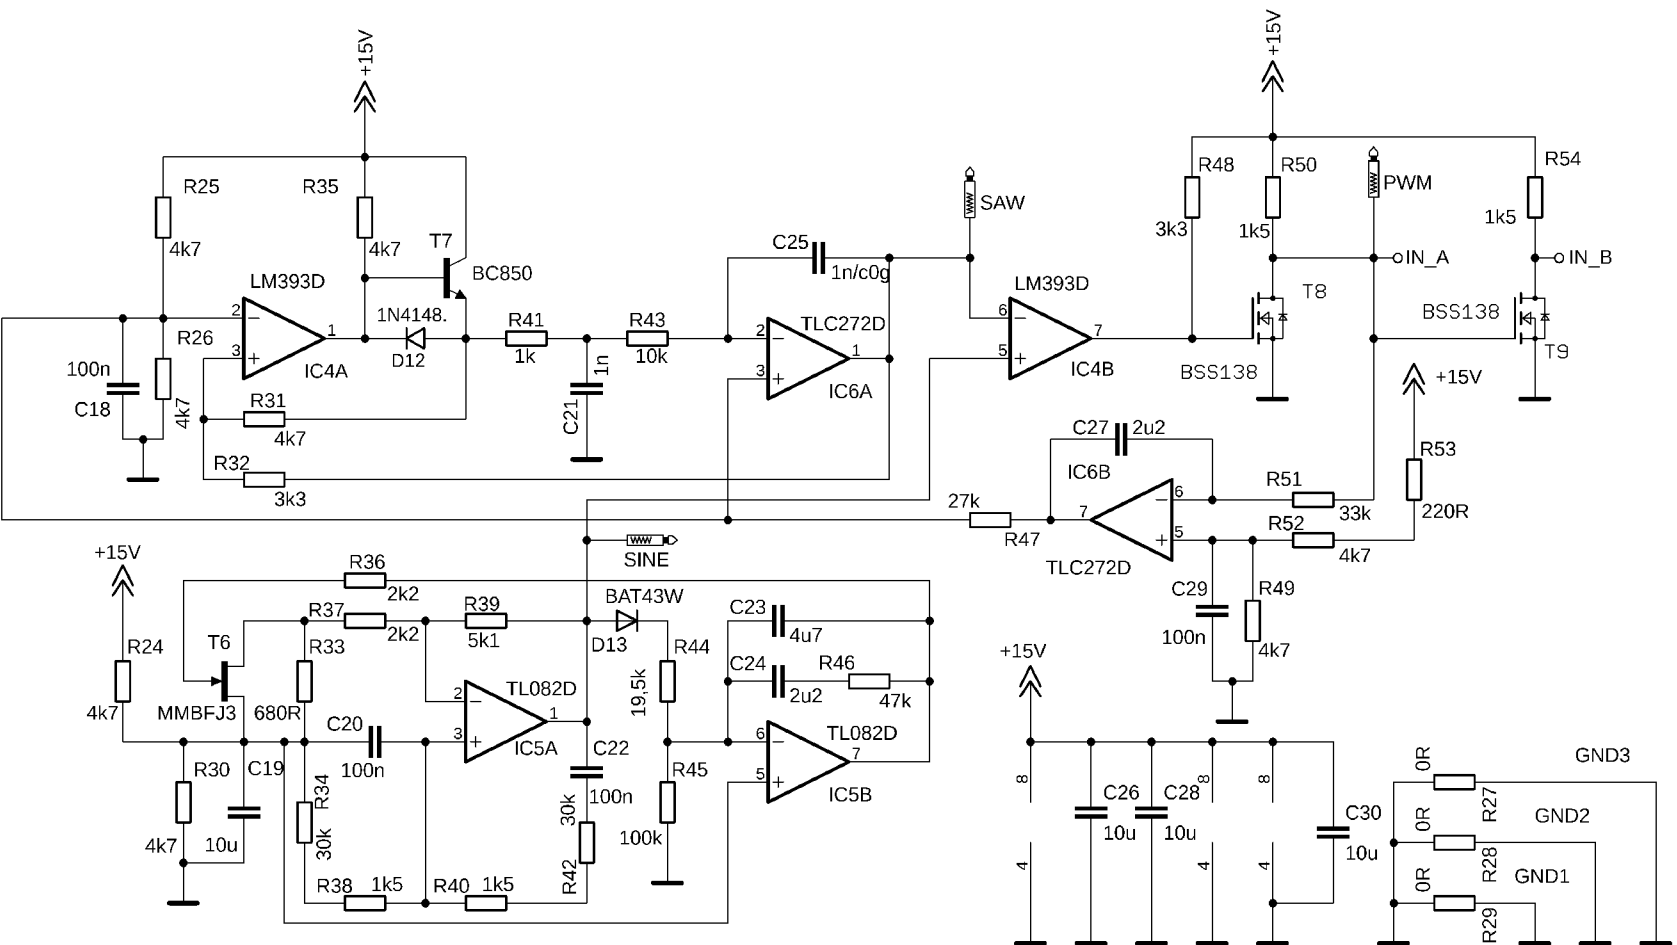 +15V
R25
4k7
R35
4k7
T7
BC850
LM393D
2
3
1
IC4A
1N4148.
D12
R26
4k7
100n
C18
R31
4k7
R32
3k3
R41
1k
1n
C21
R43
10k
C25
1n/c0g
TLC272D
2
3
1
IC6A
SAW
LM393D
6
5
7
IC4B
+15V
R48
3k3
R50
1k5
PWM
R54
1k5
IN_A
IN_B
T8
BSS138
BSS138
T9
+15V
R53
220R
C27
2u2
IC6B
6
5
7
TLC272D
R51
33k
R52
4k7
27k
R47
C29
100n
R49
4k7
SINE
+15V
R24
4k7
R36
2k2
R37
2k2
R39
5k1
T6
MMBFJ3
R33
680R
BAT43W
D13
R44
19,5k
C23
4u7
C24
2u2
R46
47k
TL082D
2
3
1
IC5A
C20
100n
R30
4k7
C19
10u
R34
30k
C22
100n
30k
R42
R45
100k
TL082D
6
5
7
IC5B
R38
1k5
R40
1k5
+15V
8
4
C26
10u
C28
10u
8
4
8
4
C30
10u
0R
R27
GND3
0R
R28
GND2
0R
R29
GND1